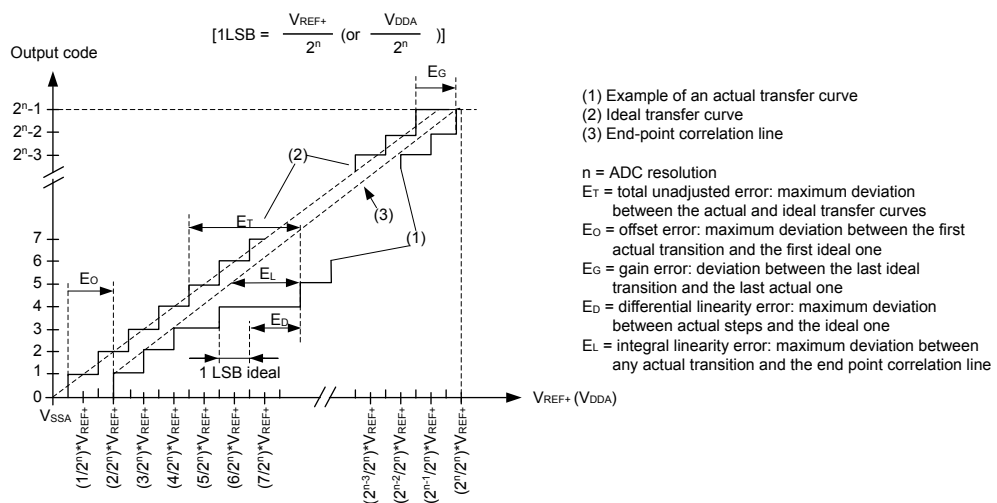 [1LSB = VREF+ / 2ⁿ (or VDDA / 2ⁿ )]
Output code
EG
2ⁿ-1
2ⁿ-2
2ⁿ-3
(2)
(3)
ET
(1)
7
6
5
4
3
2
1
0
EO
EL
ED
1 LSB ideal
VSSA
(1/2ⁿ)*VREF+
(2/2ⁿ)*VREF+
(3/2ⁿ)*VREF+
(4/2ⁿ)*VREF+
(5/2ⁿ)*VREF+
(6/2ⁿ)*VREF+
(7/2ⁿ)*VREF+
(2ⁿ-3/2ⁿ)*VREF+
(2ⁿ-2/2ⁿ)*VREF+
(2ⁿ-1/2ⁿ)*VREF+
(2ⁿ/2ⁿ)*VREF+
VREF+ (VDDA)
(1) Example of an actual transfer curve
(2) Ideal transfer curve
(3) End-point correlation line
n = ADC resolution
ET = total unadjusted error: maximum deviation
between the actual and ideal transfer curves
EO = offset error: maximum deviation between the first
actual transition and the first ideal one
EG = gain error: deviation between the last ideal
transition and the last actual one
ED = differential linearity error: maximum deviation
between actual steps and the ideal one
EL = integral linearity error: maximum deviation between
any actual transition and the end point correlation line